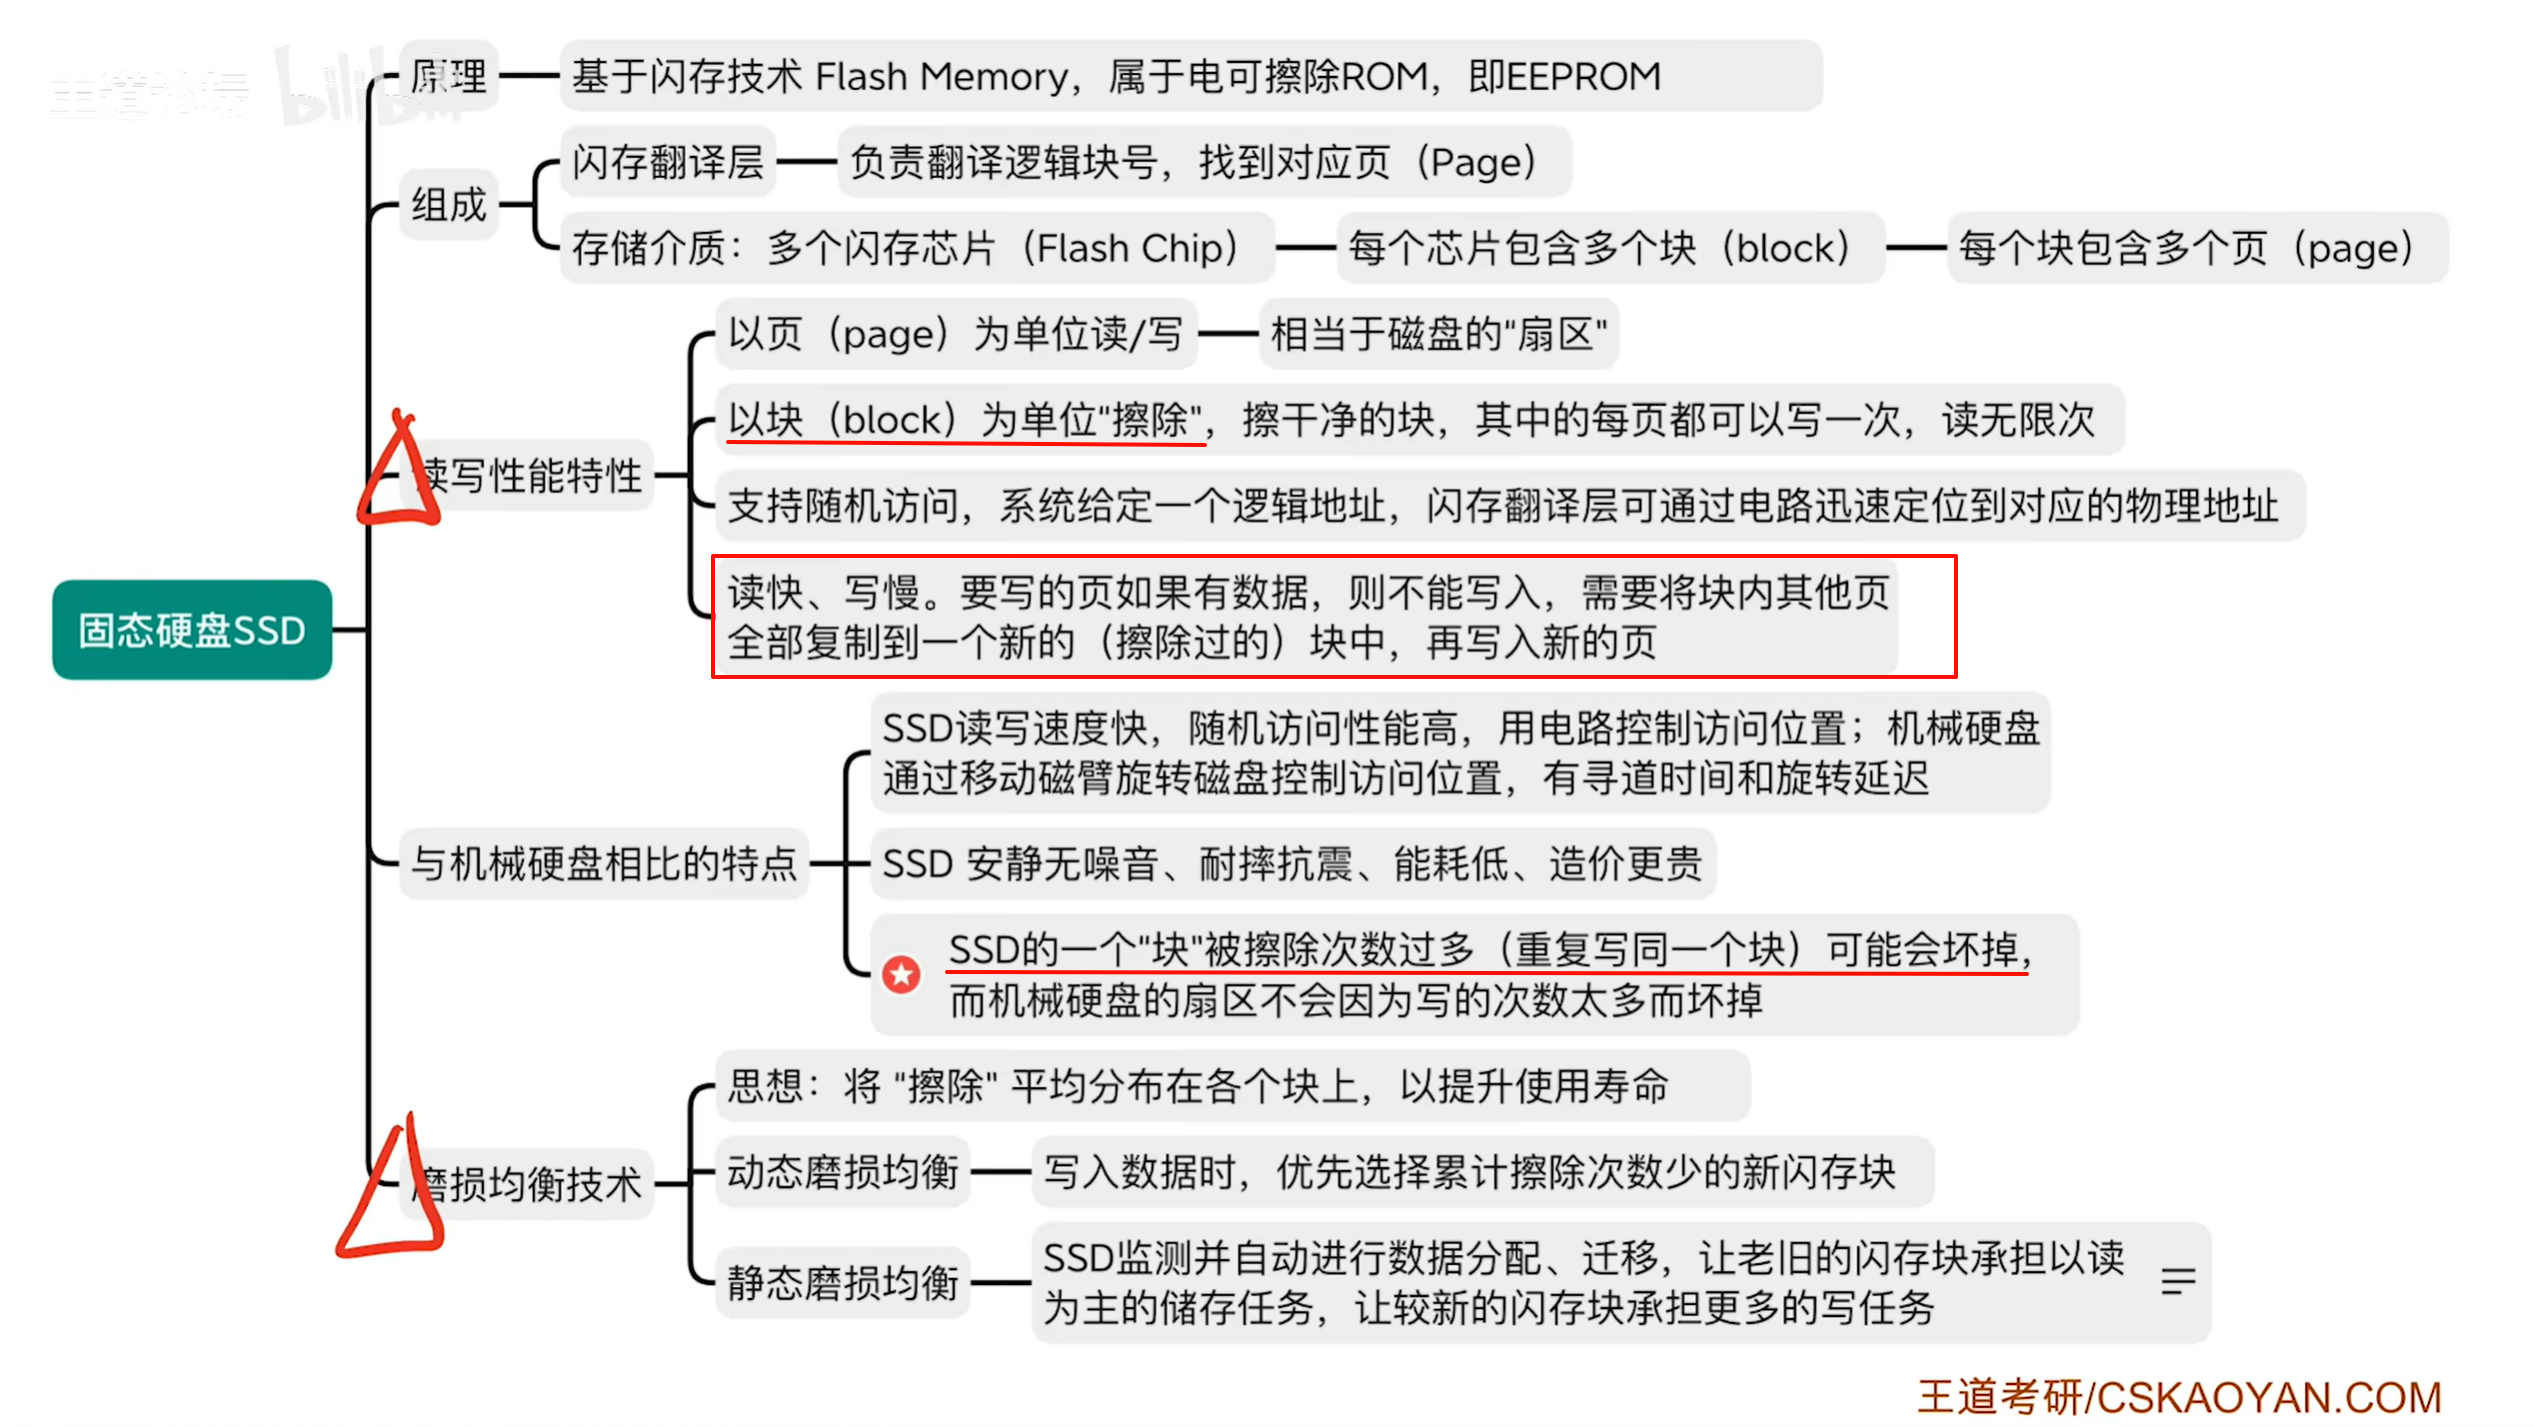 王道论坛 bilibili
原理
基于闪存技术 Flash Memory，属于电可擦除ROM，即EEPROM
组成
闪存翻译层
负责翻译逻辑块号，找到对应页（Page）
存储介质：多个闪存芯片（Flash Chip）
每个芯片包含多个块（block）
每个块包含多个页（page）
读写性能特性
以页（page）为单位读/写
相当于磁盘的"扇区"
以块（block）为单位"擦除"，擦干净的块，其中的每页都可以写一次，读无限次
支持随机访问，系统给定一个逻辑地址，闪存翻译层可通过电路迅速定位到对应的物理地址
读快、写慢。要写的页如果有数据，则不能写入，需要将块内其他页
全部复制到一个新的（擦除过的）块中，再写入新的页
固态硬盘SSD
与机械硬盘相比的特点
SSD读写速度快，随机访问性能高，用电路控制访问位置；机械硬盘
通过移动磁臂旋转磁盘控制访问位置，有寻道时间和旋转延迟
SSD 安静无噪音、耐摔抗震、能耗低、造价更贵
SSD的一个"块"被擦除次数过多（重复写同一个块）可能会坏掉，
而机械硬盘的扇区不会因为写的次数太多而坏掉
磨损均衡技术
思想：将 "擦除" 平均分布在各个块上，以提升使用寿命
动态磨损均衡
写入数据时，优先选择累计擦除次数少的新闪存块
静态磨损均衡
SSD监测并自动进行数据分配、迁移，让老旧的闪存块承担以读
为主的储存任务，让较新的闪存块承担更多的写任务
王道考研/CSKAOYAN.COM